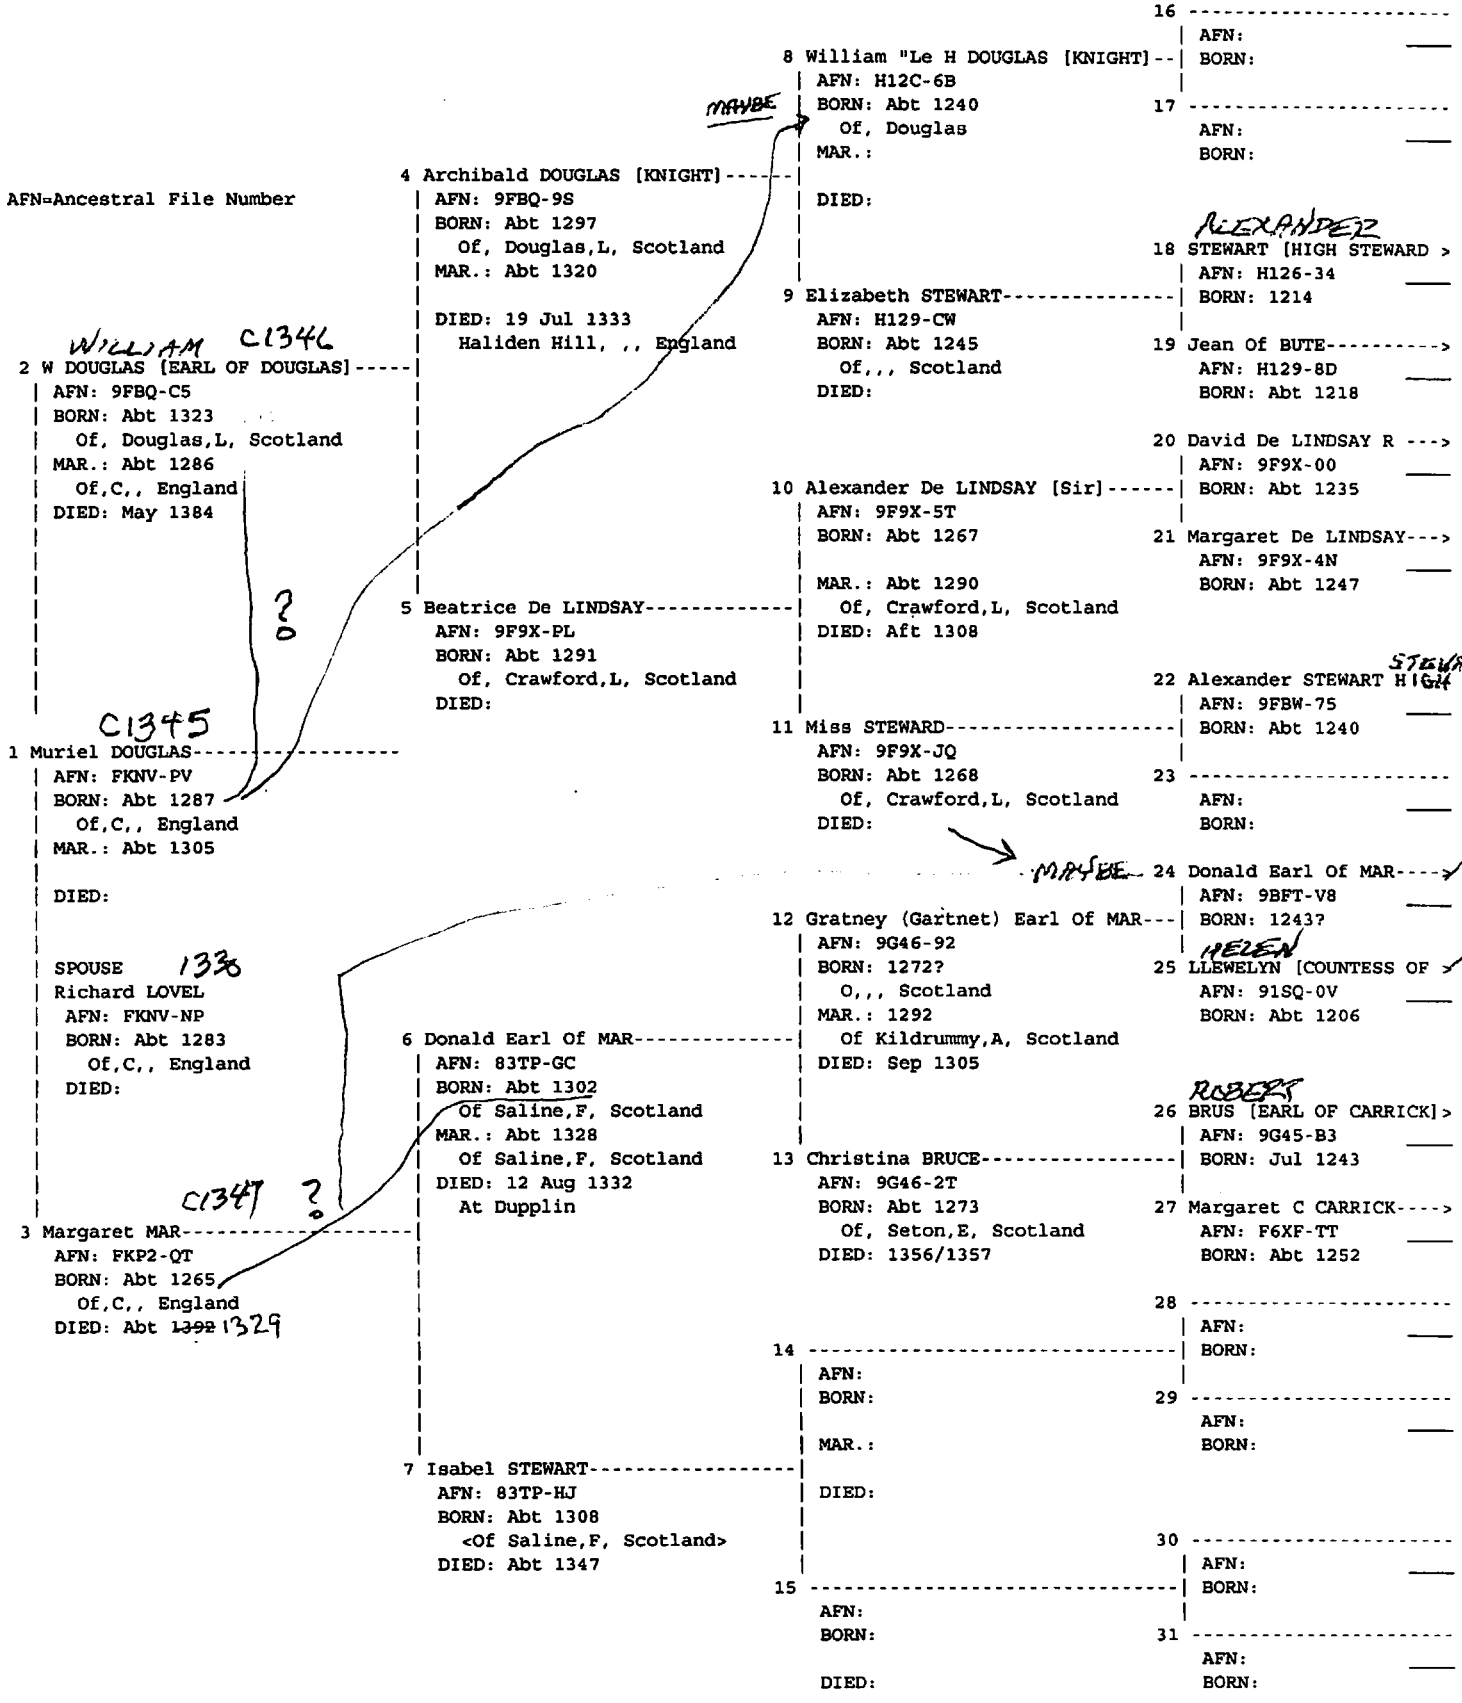 AFN=Ancestral File Number
C1345
1 Muriel DOUGLAS
AFN: FKNV-PV
BORN: Abt 1287
Of,C,, England
MAR.: Abt 1305
DIED:
SPOUSE
Richard LOVEL
AFN: FKNV-NP
BORN: Abt 1283
Of,C,, England
DIED:
WILLIAM C1346
2 W DOUGLAS [EARL OF DOUGLAS]
AFN: 9FBQ-C5
BORN: Abt 1323
Of, Douglas,L, Scotland
MAR.: Abt 1286
Of,C,, England
DIED: May 1384
?
C1347 ?
3 Margaret MAR
AFN: FKP2-QT
BORN: Abt 1265
Of,C,, England
DIED: Abt 1392 1329
4 Archibald DOUGLAS [KNIGHT]
AFN: 9FBQ-9S
BORN: Abt 1297
Of, Douglas,L, Scotland
MAR.: Abt 1320
DIED: 19 Jul 1333
Haliden Hill, ,, England
5 Beatrice De LINDSAY
AFN: 9F9X-PL
BORN: Abt 1291
Of, Crawford,L, Scotland
DIED:
6 Donald Earl Of MAR
AFN: 83TP-GC
BORN: Abt 1302
Of Saline,F, Scotland
MAR.: Abt 1328
Of Saline,F, Scotland
DIED: 12 Aug 1332
At Dupplin
7 Isabel STEWART
AFN: 83TP-HJ
BORN: Abt 1308
<Of Saline,F, Scotland>
DIED: Abt 1347
MAYBE
8 William "Le H DOUGLAS [KNIGHT]
AFN: H12C-6B
BORN: Abt 1240
Of, Douglas
MAR.:
DIED:
9 Elizabeth STEWART
AFN: H129-CW
BORN: Abt 1245
Of,,, Scotland
DIED:
10 Alexander De LINDSAY [Sir]
AFN: 9F9X-5T
BORN: Abt 1267
MAR.: Abt 1290
Of, Crawford,L, Scotland
DIED: Aft 1308
11 Miss STEWARD
AFN: 9F9X-JQ
BORN: Abt 1268
Of, Crawford,L, Scotland
DIED:
12 Gratney (Gartnet) Earl Of MAR
AFN: 9G46-92
BORN: 1272?
O,,, Scotland
MAR.: 1292
Of Kildrummy,A, Scotland
DIED: Sep 1305
13 Christina BRUCE
AFN: 9G46-2T
BORN: Abt 1273
Of, Seton,E, Scotland
DIED: 1356/1357
14
AFN:
BORN:
MAR.:
DIED:
15
AFN:
BORN:
DIED:
16
AFN:
BORN:
17
AFN:
BORN:
ALEXANDER
18 STEWART [HIGH STEWARD >
AFN: H126-34
BORN: 1214
19 Jean Of BUTE---------->
AFN: H129-8D
BORN: Abt 1218
20 David De LINDSAY R --->
AFN: 9F9X-00
BORN: Abt 1235
21 Margaret De LINDSAY--->
AFN: 9F9X-4N
BORN: Abt 1247
22 Alexander STEWART HIGH
AFN: 9FBW-75
BORN: Abt 1240
23
AFN:
BORN:
MAYBE 24 Donald Earl Of MAR---->
AFN: 9BFT-V8
BORN: 1243?
HELEN
25 LLEWELYN [COUNTESS OF >
AFN: 91SQ-0V
BORN: Abt 1206
ROBERT
26 BRUS [EARL OF CARRICK]>
AFN: 9G45-B3
BORN: Jul 1243
27 Margaret C CARRICK---->
AFN: F6XF-TT
BORN: Abt 1252
28
AFN:
BORN:
29
AFN:
BORN:
30
AFN:
BORN:
31
AFN:
BORN: